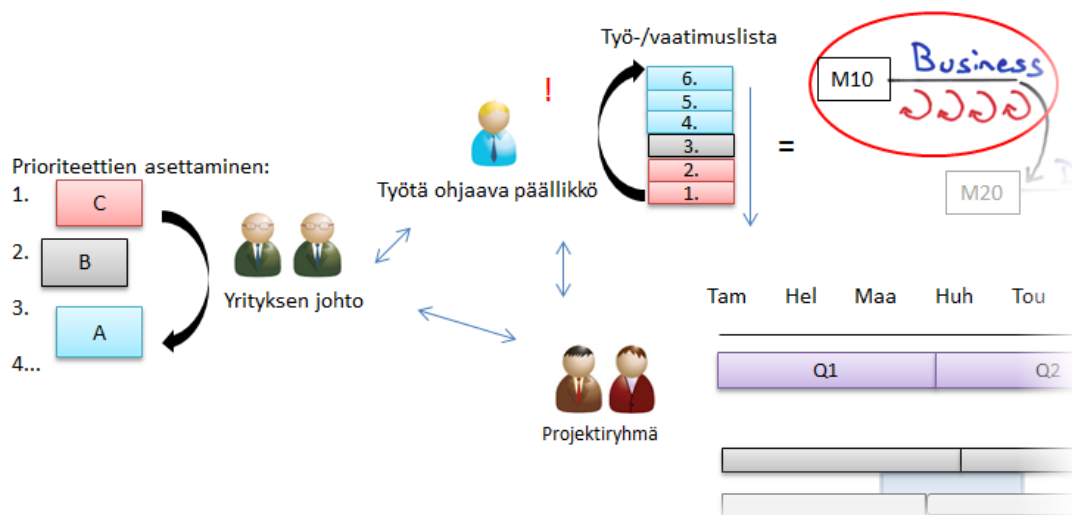 Työ-/vaatimuslista
6.
5.
4.
3.
2.
1.
=
M10
Business
M20
!
Työtä ohjaava päällikkö
Prioriteettien asettaminen:
1.
C
2.
B
3.
A
4...
Yrityksen johto
Projektiryhmä
Tam Hel Maa Huh Tou
Q1 Q2